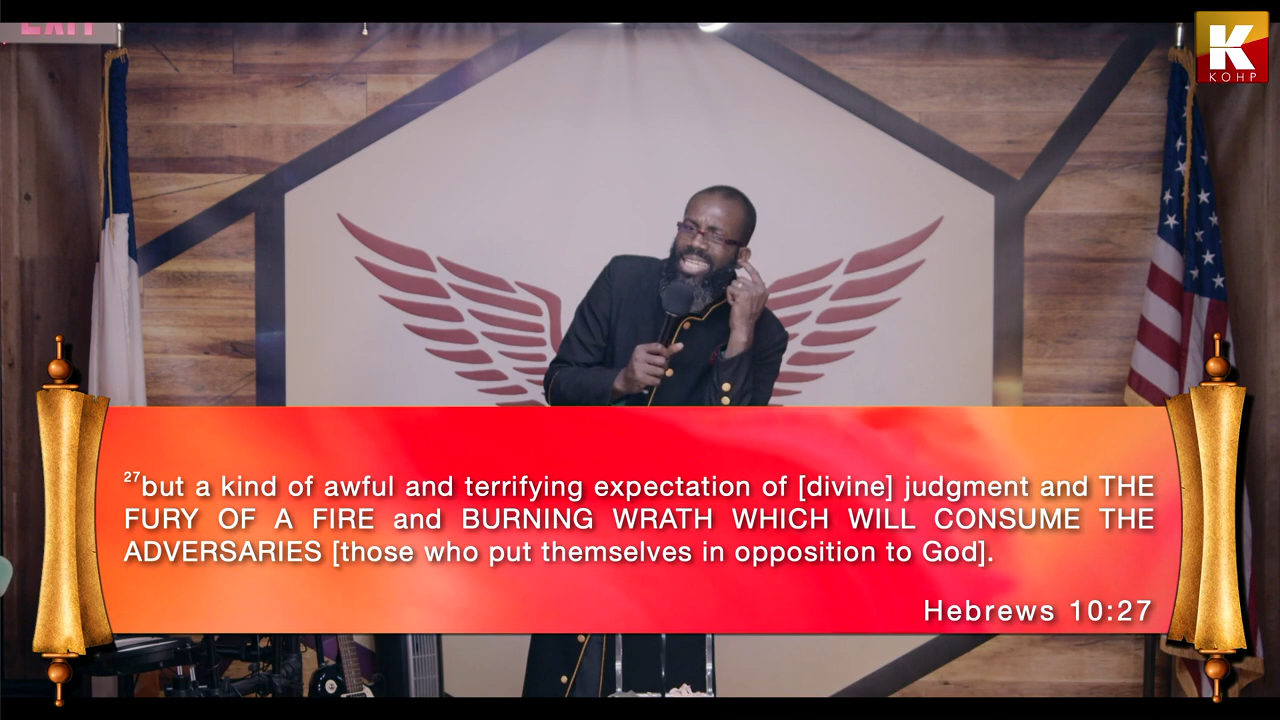 EXIT
K
KOHP
27but a kind of awful and terrifying expectation of [divine] judgment and THE
FURY OF A FIRE and BURNING WRATH WHICH WILL CONSUME THE
ADVERSARIES [those who put themselves in opposition to God].
Hebrews 10:27